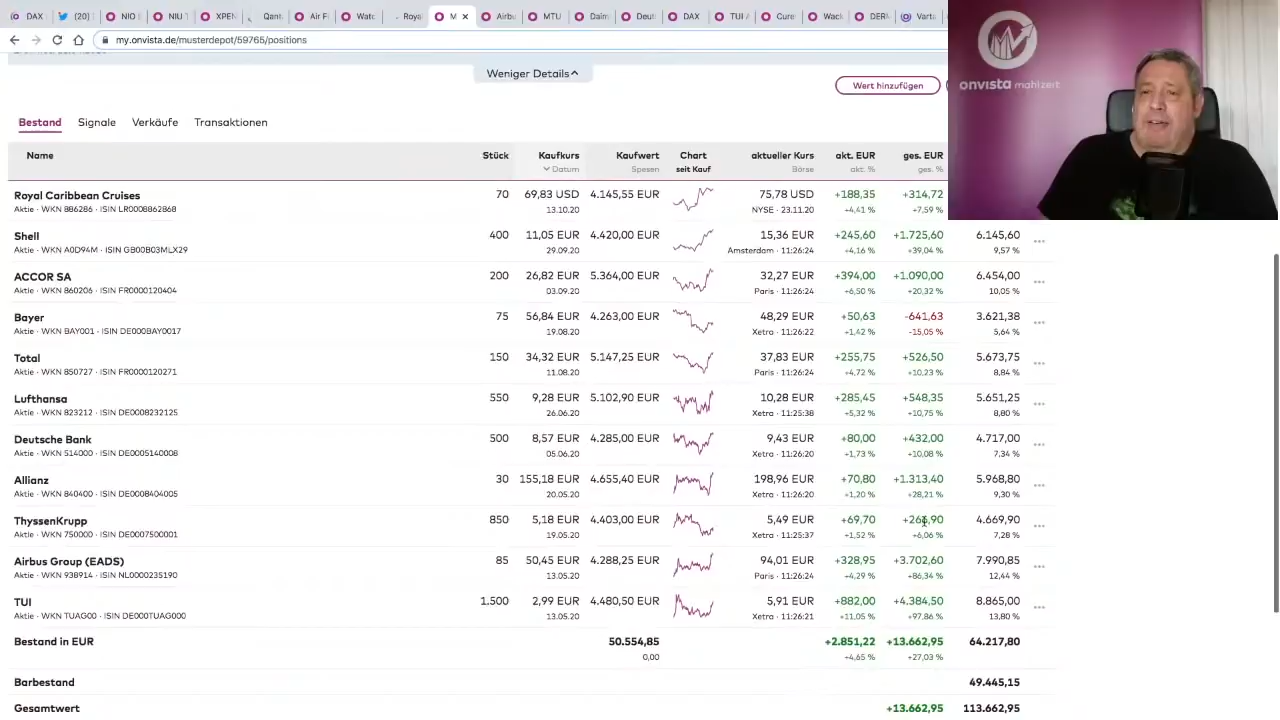 DAX NIO NIO XPEN Qant Air F Watc Roya M Airbu MTU Daim Deut DAX TUI A Cure Wack DERM Varta
my.onvista.de/musterdepot/59765/positions
onvista mahlzeit
Weniger Details
Wert hinzufügen
Bestand Signale Verkäufe Transaktionen
Name Stück Kaufkurs Kaufwert Chart aktueller Kurs akt. EUR ges. EUR
Datum Spesen seit Kauf Börse akt. % ges. %
Royal Caribbean Cruises 70 69,83 USD 4.145,55 EUR 75,78 USD +188,35 +314,72
Aktie · WKN 886286 · ISIN LR0008862868 13.10.20 NYSE · 23.11.20 +4,41 % +7,59 %
Shell 400 11,05 EUR 4.420,00 EUR 15,36 EUR +245,60 +1.725,60 6.145,60
Aktie · WKN A0D94M · ISIN GB00B03MLX29 29.09.20 Amsterdam · 11:26:24 +4,16 % +39,04 % 9,57 %
ACCOR SA 200 26,82 EUR 5.364,00 EUR 32,27 EUR +394,00 +1.090,00 6.454,00
Aktie · WKN 860206 · ISIN FR0000120404 03.09.20 Paris · 11:26:24 +6,50 % +20,32 % 10,05 %
Bayer 75 56,84 EUR 4.263,00 EUR 48,29 EUR +50,63 -641,63 3.621,38
Aktie · WKN BAY001 · ISIN DE000BAY0017 19.08.20 Xetra · 11:26:22 +1,42 % -15,05 % 5,64 %
Total 150 34,32 EUR 5.147,25 EUR 37,83 EUR +255,75 +526,50 5.673,75
Aktie · WKN 850727 · ISIN FR0000120271 11.08.20 Paris · 11:26:24 +4,72 % +10,23 % 8,84 %
Lufthansa 550 9,28 EUR 5.102,90 EUR 10,28 EUR +285,45 +548,35 5.651,25
Aktie · WKN 823212 · ISIN DE0008232125 26.06.20 Xetra · 11:25:38 +5,32 % +10,75 % 8,80 %
Deutsche Bank 500 8,57 EUR 4.285,00 EUR 9,43 EUR +80,00 +432,00 4.717,00
Aktie · WKN 514000 · ISIN DE0005140008 05.06.20 Xetra · 11:26:20 +1,73 % +10,08 % 7,34 %
Allianz 30 155,18 EUR 4.655,40 EUR 198,96 EUR +70,80 +1.313,40 5.968,80
Aktie · WKN 840400 · ISIN DE0008404005 20.05.20 Xetra · 11:26:20 +1,20 % +28,21 % 9,30 %
ThyssenKrupp 850 5,18 EUR 4.403,00 EUR 5,49 EUR +69,70 4.669,90
Aktie · WKN 750000 · ISIN DE0007500001 19.05.20 Xetra · 11:25:37 +1,52 % +6,06 % 7,28 %
Airbus Group (EADS) 85 50,45 EUR 4.288,25 EUR 94,01 EUR +328,95 +3.702,60 7.990,85
Aktie · WKN 938914 · ISIN NL0000235190 13.05.20 Paris · 11:26:24 +4,29 % +86,34 % 12,44 %
TUI 1.500 2,99 EUR 4.480,50 EUR 5,91 EUR +882,00 +4.384,50 8.865,00
Aktie · WKN TUAG00 · ISIN DE000TUAG000 13.05.20 Xetra · 11:26:21 +11,05 % +97,86 % 13,80 %
Bestand in EUR 50.554,85 +2.851,22 +13.662,95 64.217,80
0,00 +4,65 % +27,03 %
Barbestand 49.445,15
Gesamtwert +13.662,95 113.662,95